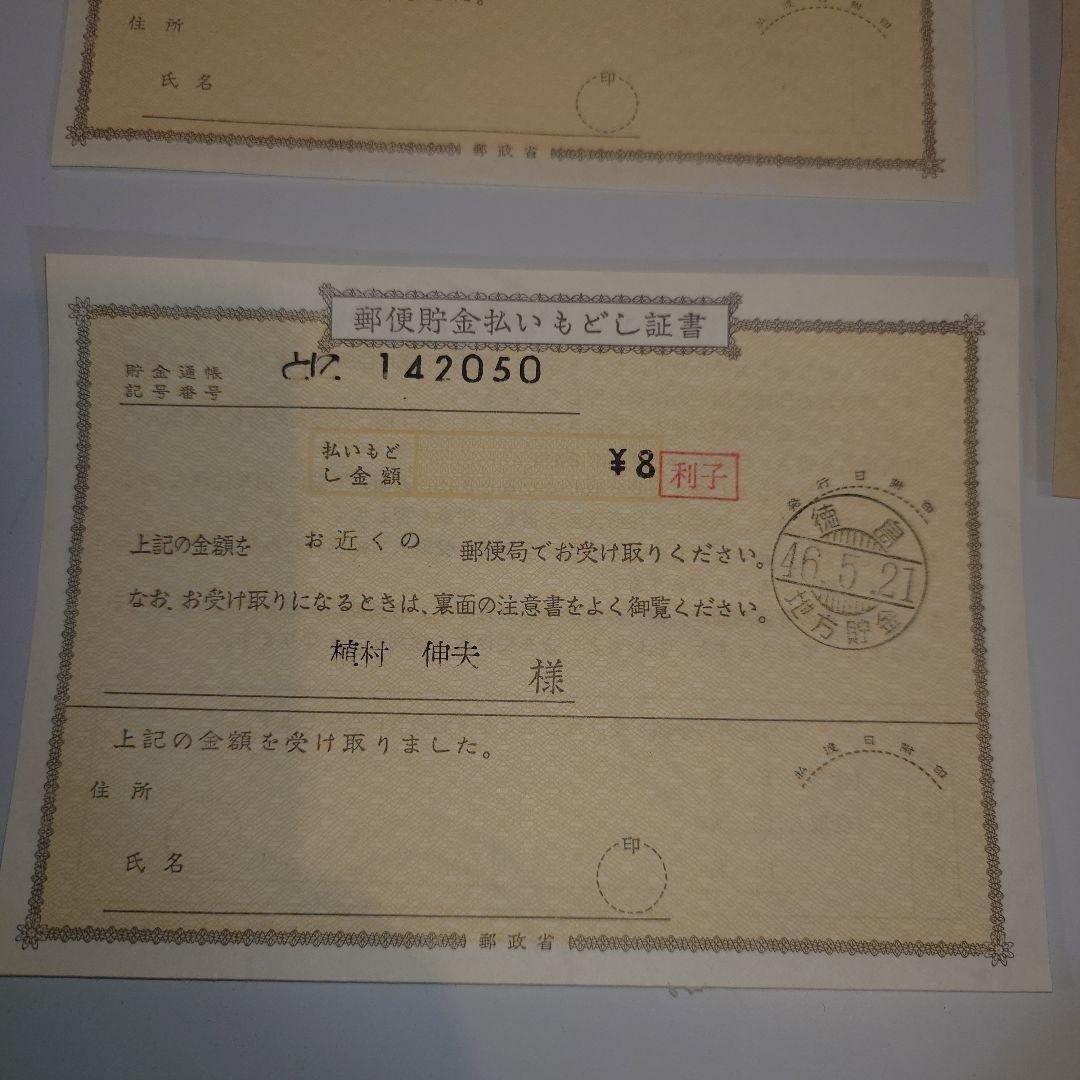 住所
氏名
印
郵政省
郵便貯金払いもどし証書
貯金通帳
記号番号
142050
払いもど
し金額
¥8
利子
上記の金額を お近くの 郵便局でお受け取りください。
なお、お受け取りになるときは、裏面の注意書をよく御覧ください。
発行日附印
徳島
46.5.21
地方貯金
植村 伸夫
様
上記の金額を受け取りました。
払渡日附印
住所
氏名
印
郵政省